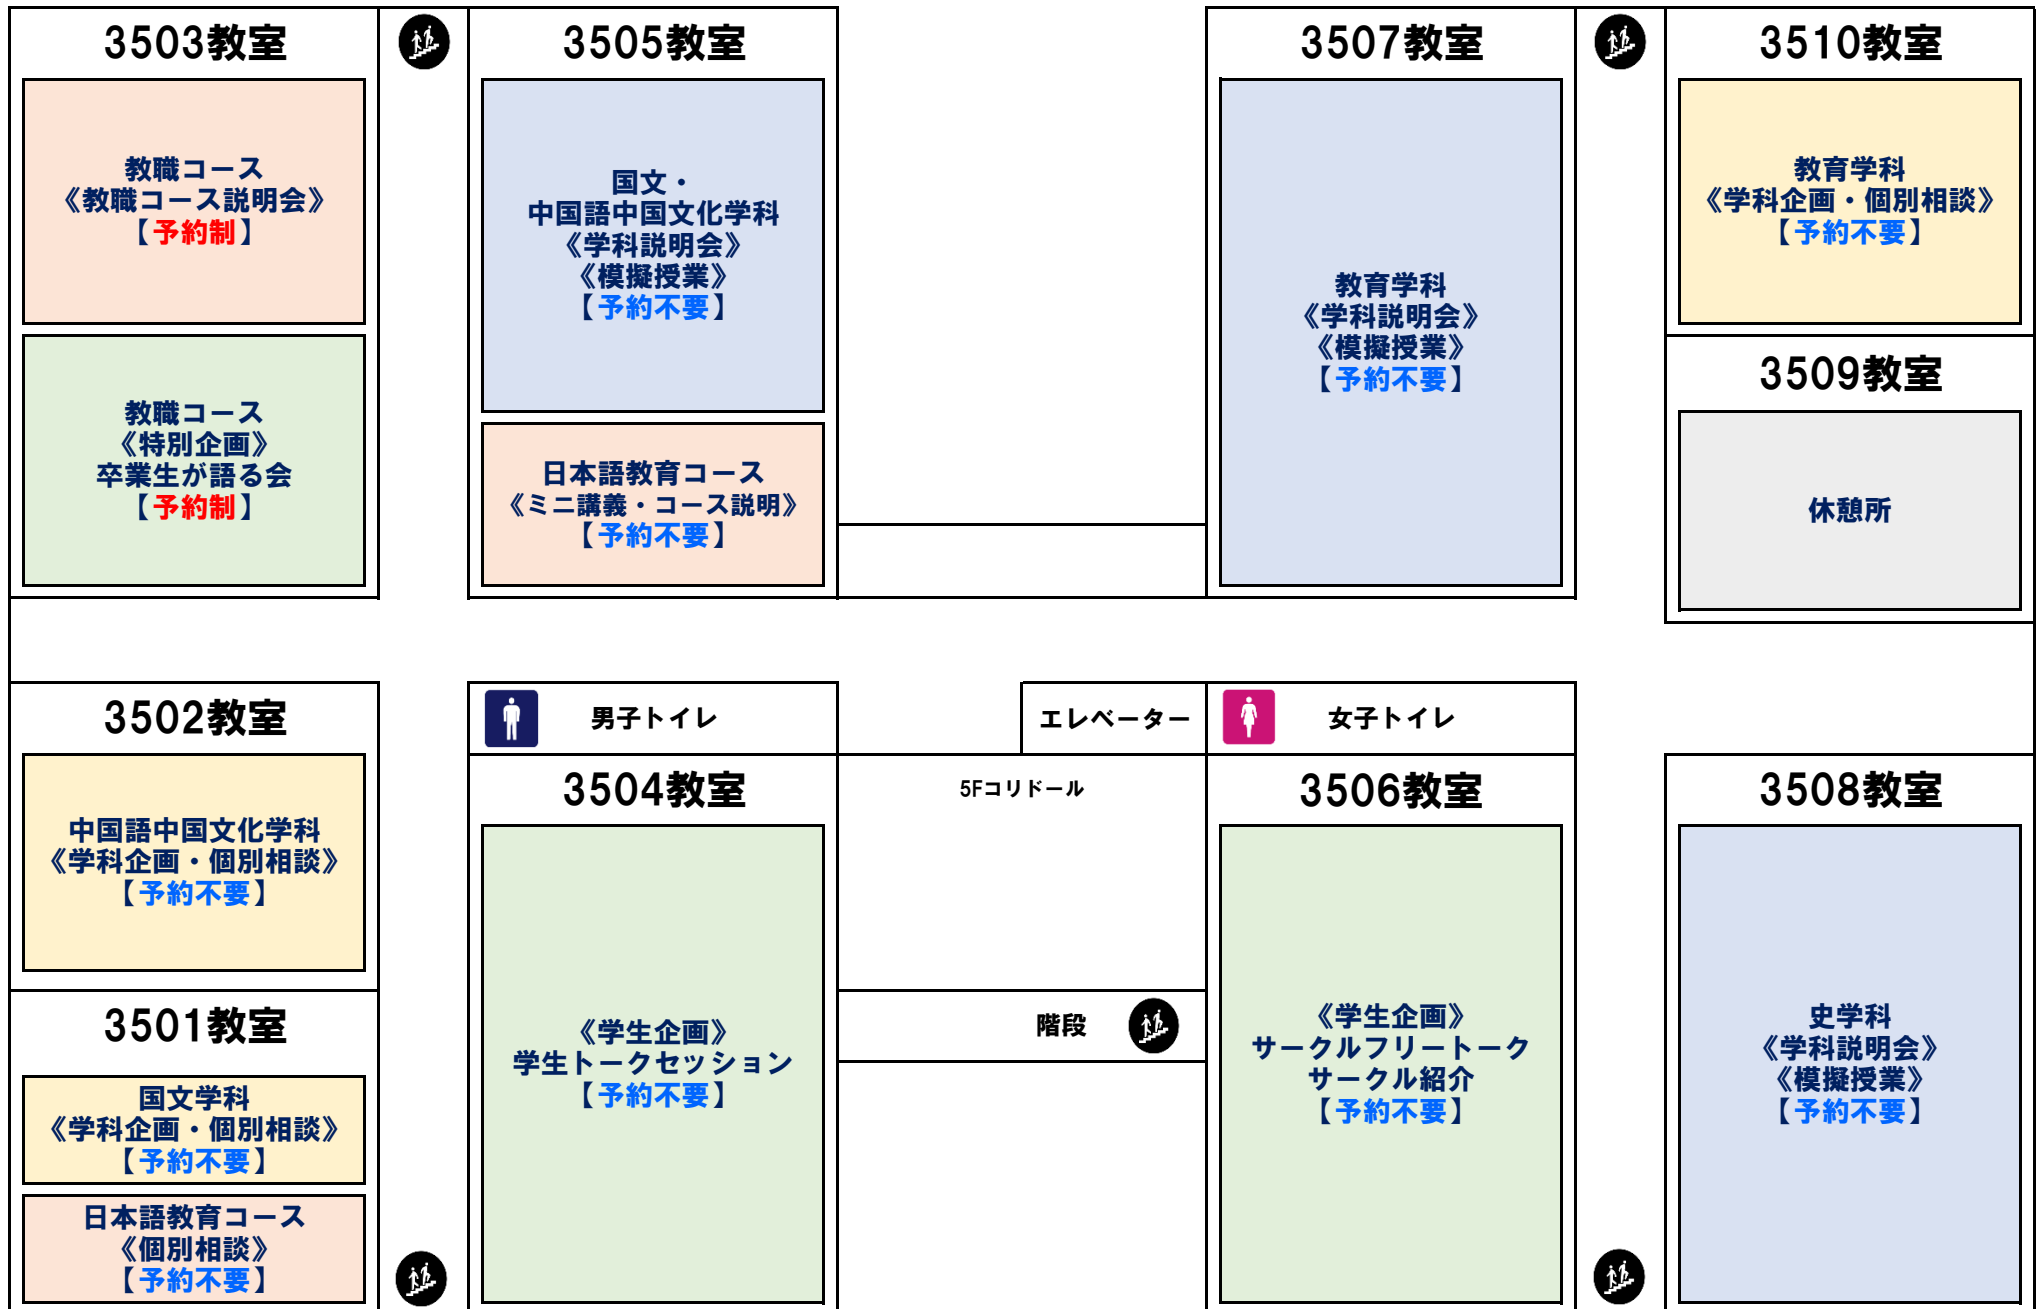 3503教室
教職コース
《教職コース説明会》
【予約制】
教職コース
《特別企画》
卒業生が語る会
【予約制】
3505教室
国文・
中国語中国文化学科
《学科説明会》
《模擬授業》
【予約不要】
日本語教育コース
《ミニ講義・コース説明》
【予約不要】
3507教室
教育学科
《学科説明会》
《模擬授業》
【予約不要】
3510教室
教育学科
《学科企画・個別相談》
【予約不要】
3509教室
休憩所
3502教室
中国語中国文化学科
《学科企画・個別相談》
【予約不要】
3501教室
国文学科
《学科企画・個別相談》
【予約不要】
日本語教育コース
《個別相談》
【予約不要】
男子トイレ
3504教室
《学生企画》
学生トークセッション
【予約不要】
エレベーター
5Fコリドール
階段
女子トイレ
3506教室
《学生企画》
サークルフリートーク
サークル紹介
【予約不要】
3508教室
史学科
《学科説明会》
《模擬授業》
【予約不要】